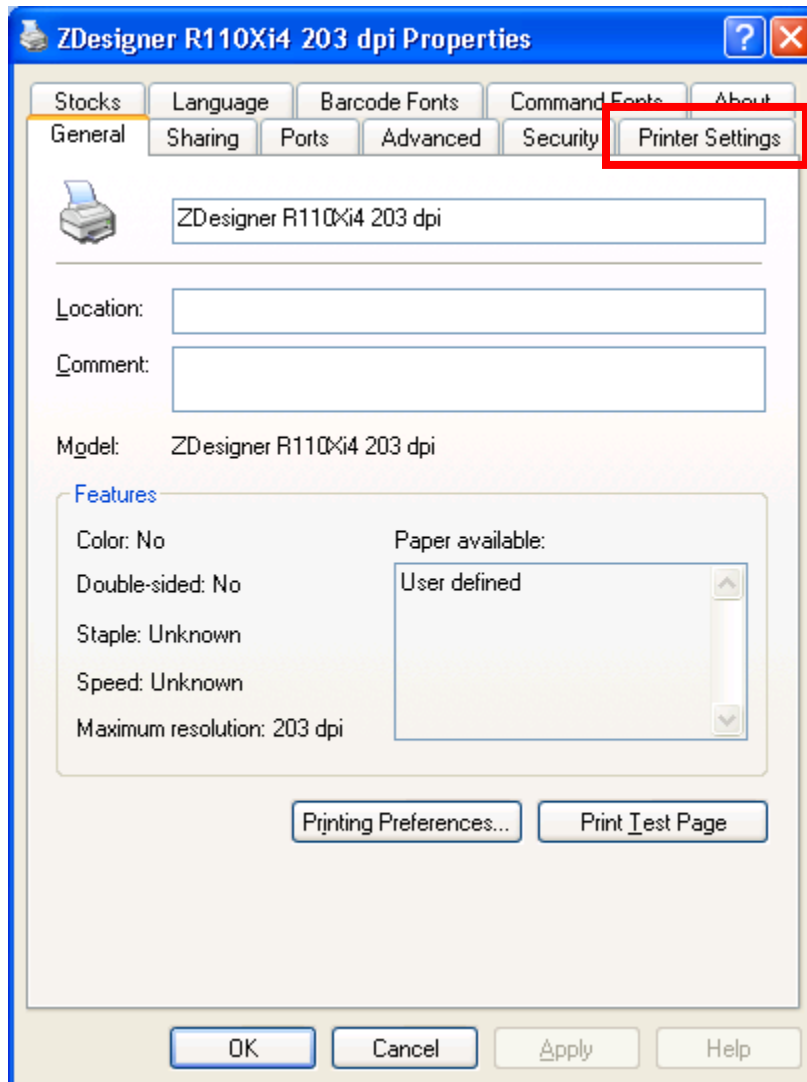 ZDesigner R110Xi4 203 dpi Properties
Stocks Language Barcode Fonts Command Fonts About
General Sharing Ports Advanced Security Printer Settings
ZDesigner R110Xi4 203 dpi
Location:
Comment:
Model: ZDesigner R110Xi4 203 dpi
Features
Color: No Paper available:
Double-sided: No User defined
Staple: Unknown
Speed: Unknown
Maximum resolution: 203 dpi
Printing Preferences... Print Test Page
OK Cancel Apply Help